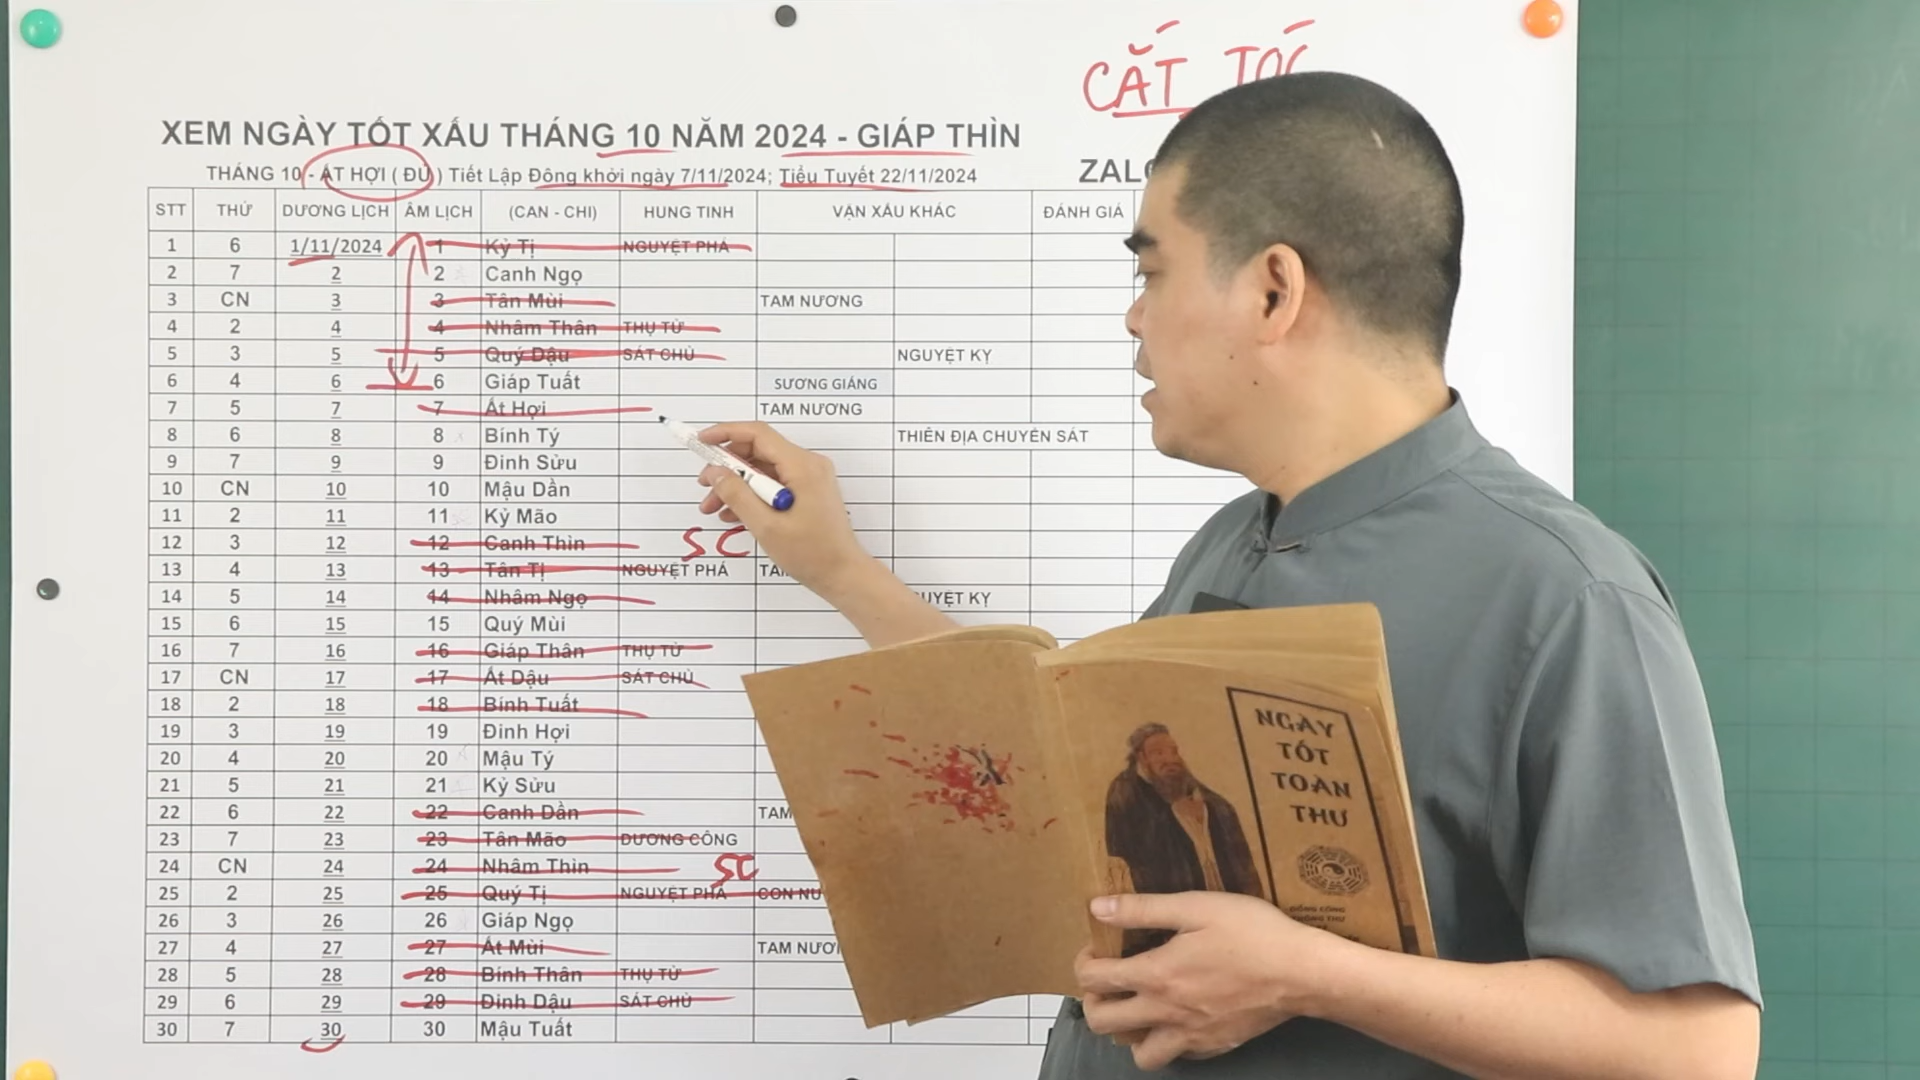 CẮT TÓC
XEM NGÀY TỐT XẤU THÁNG 10 NĂM 2024 - GIÁP THÌN
THÁNG 10 - ẤT HỢI ( ĐỦ ) Tiết Lập Đông khởi ngày 7/11/2024; Tiểu Tuyết 22/11/2024
STT THỨ DƯƠNG LỊCH ÂM LỊCH (CAN - CHI) HUNG TINH VẬN XẤU KHÁC ĐÁNH GIÁ
1 6 1/11/2024 1 Kỷ Tị NGUYỆT PHÁ
2 7 2 2 Canh Ngọ
3 CN 3 3 Tân Mùi TAM NƯƠNG
4 2 4 4 Nhâm Thân THỤ TỬ
5 3 5 5 Quý Dậu SÁT CHỦ NGUYỆT KỴ
6 4 6 6 Giáp Tuất SƯƠNG GIÁNG
7 5 7 7 Ất Hợi TAM NƯƠNG
8 6 8 8 Bính Tý THIÊN ĐỊA CHUYÊN SÁT
9 7 9 9 Đinh Sửu
10 CN 10 10 Mậu Dần
11 2 11 11 Kỷ Mão
12 3 12 12 Canh Thìn SC
13 4 13 13 Tân Tị NGUYỆT PHÁ
14 5 14 14 Nhâm Ngọ KỴ
15 6 15 15 Quý Mùi
16 7 16 16 Giáp Thân THỤ TỬ
17 CN 17 17 Ất Dậu SÁT CHỦ
18 2 18 18 Bính Tuất
19 3 19 19 Đinh Hợi
20 4 20 20 Mậu Tý
21 5 21 21 Kỷ Sửu
22 6 22 22 Canh Dần TAM
23 7 23 23 Tân Mão DƯƠNG CÔNG
24 CN 24 24 Nhâm Thìn SC
25 2 25 25 Quý Tị NGUYỆT PHÁ CON
26 3 26 26 Giáp Ngọ
27 4 27 27 Ất Mùi TAM
28 5 28 28 Bính Thân THỤ TỬ
29 6 29 29 Đinh Dậu SÁT CHỦ
30 7 30 30 Mậu Tuất
NGÀY
TỐT
TOÀN
THƯ